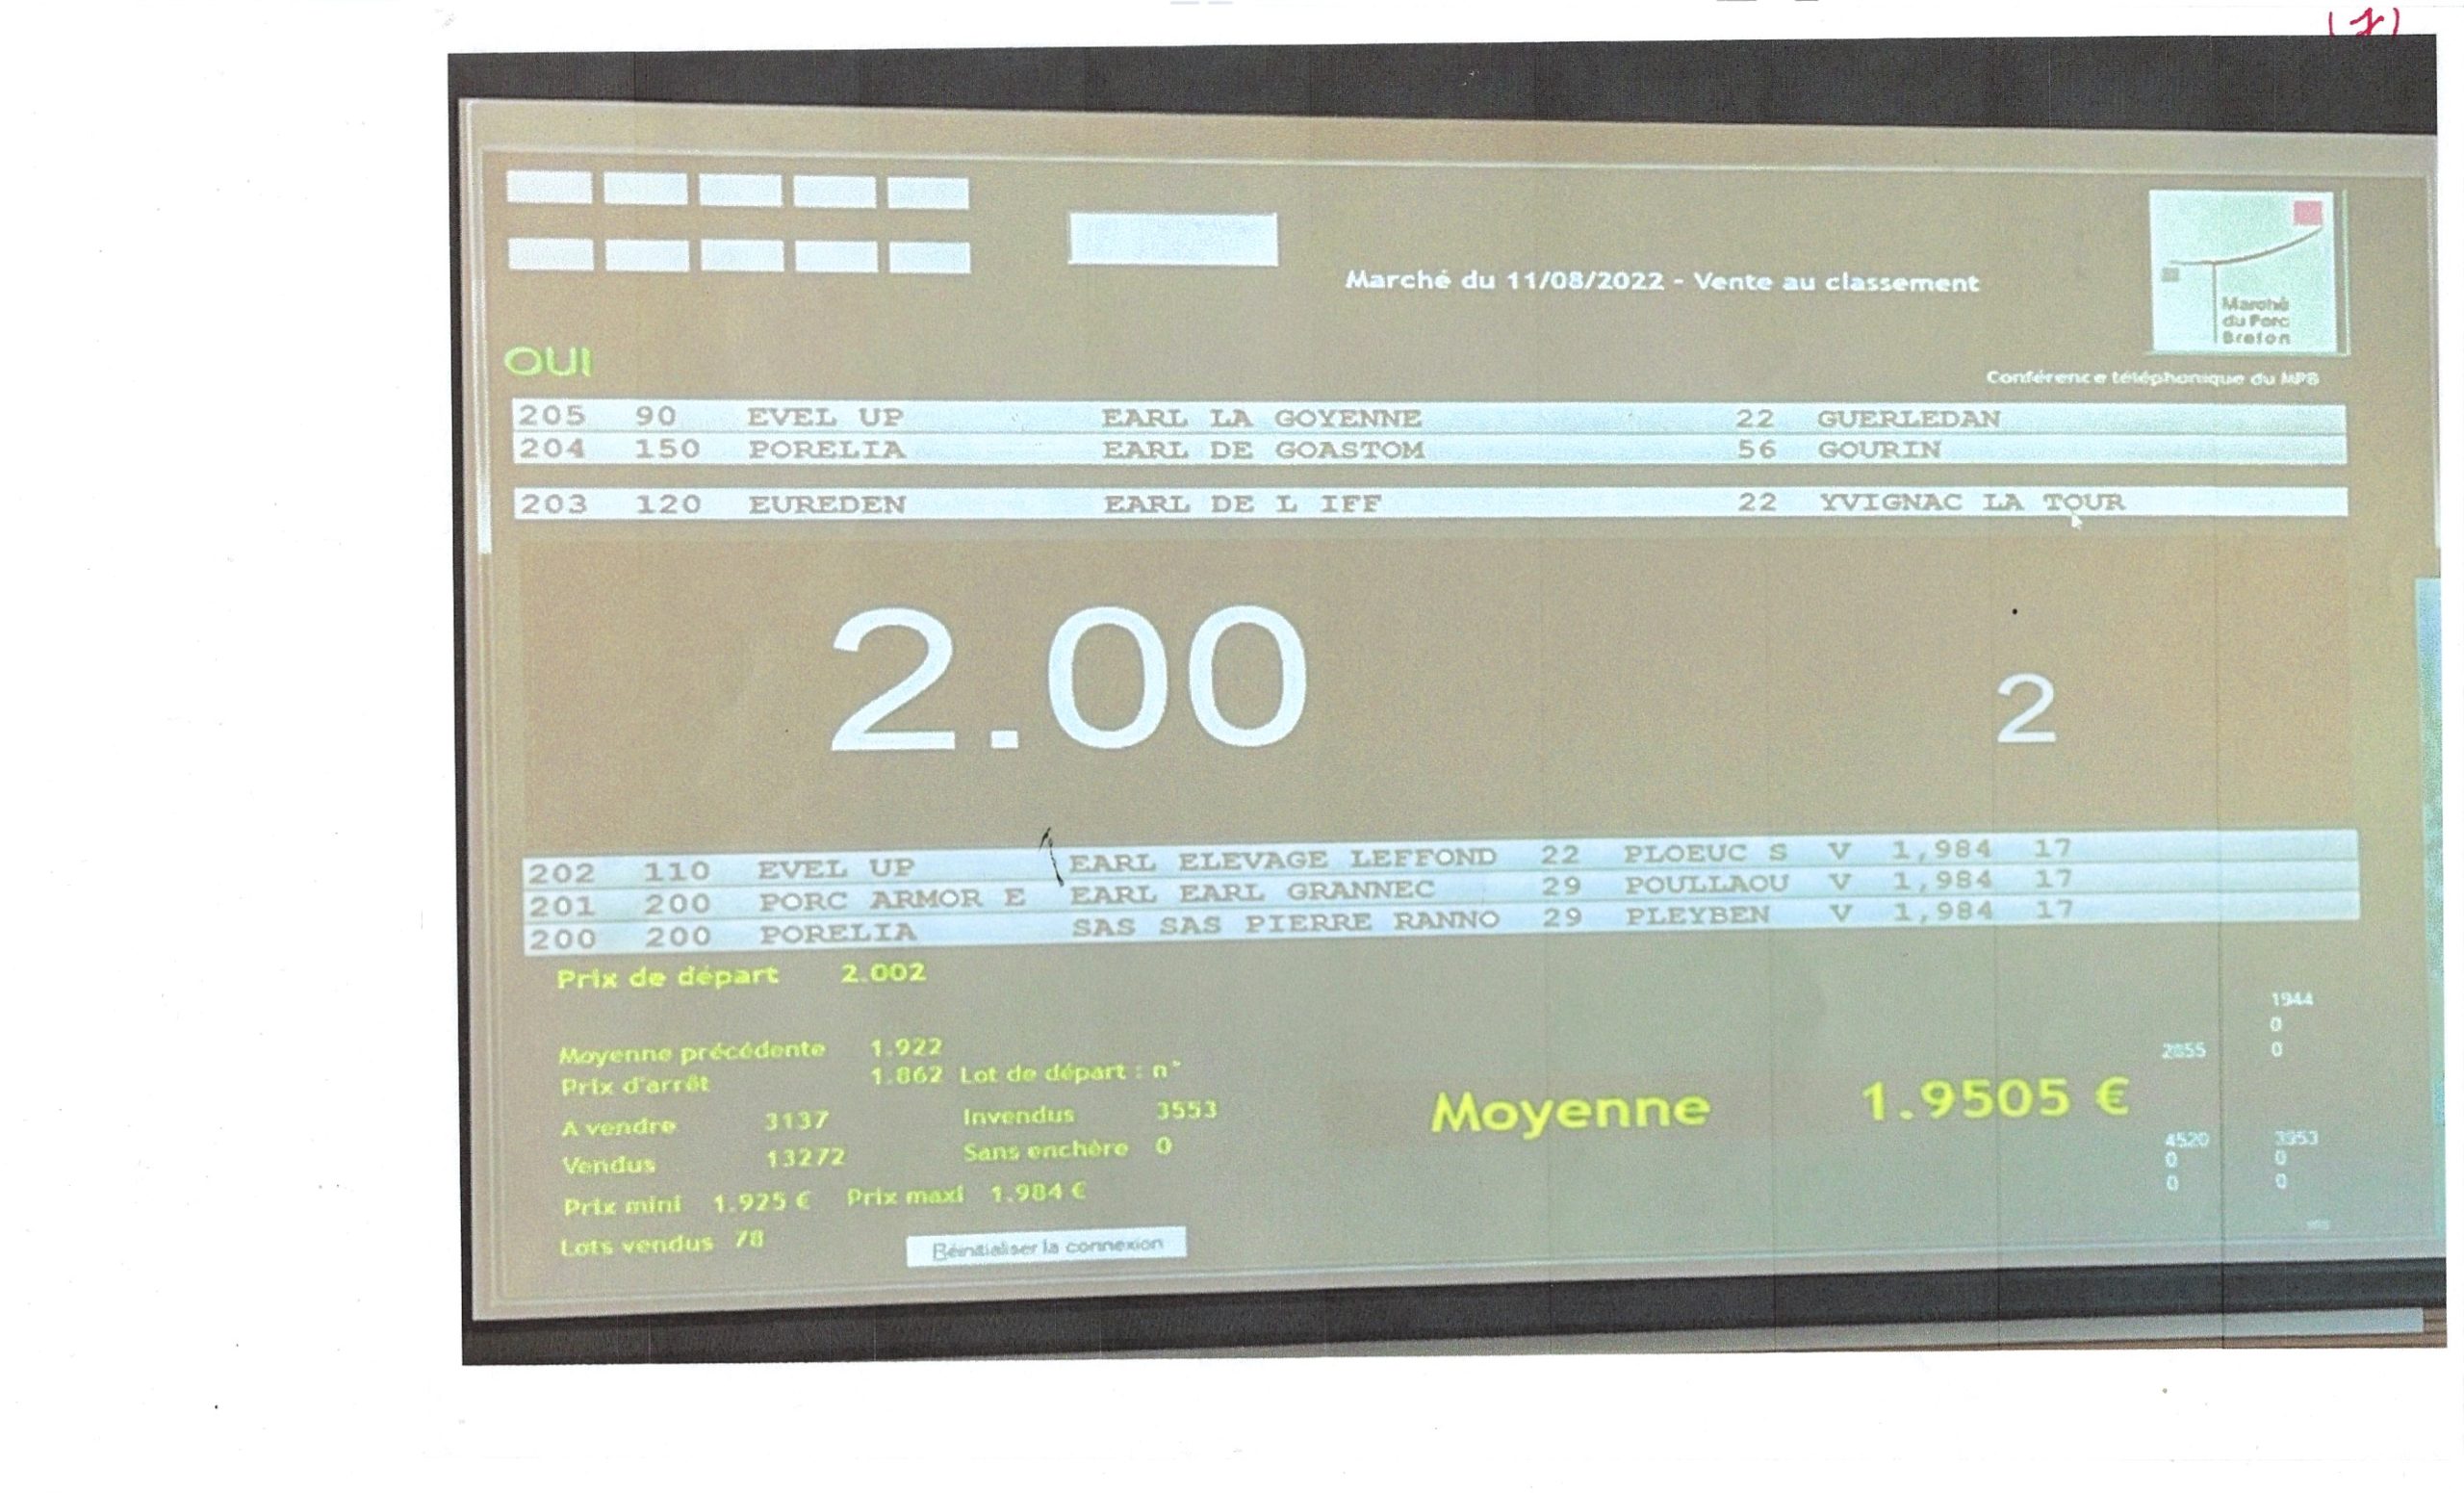 Marché du 11/08/2022 - Vente au classement
Marché
du Porc
Breton
OUI
Conférence téléphonique du MPB
205 90 EVEL UP EARL LA GOYENNE 22 GUERLEDAN
204 150 PORELIA EARL DE GOASTOM 56 GOURIN
203 120 EUREDEN EARL DE L IFF 22 YVIGNAC LA TOUR
2.00 2
202 110 EVEL UP EARL ELEVAGE LEFFOND 22 PLOEUC S V 1,984 17
201 200 PORC ARMOR E EARL EARL GRANNEC 29 POULLAOU V 1,984 17
200 200 PORELIA SAS SAS PIERRE RANNO 29 PLEYBEN V 1,984 17
Prix de départ 2.002
1944
0
Moyenne précédente 1.922
2855 0
Prix d'arrêt 1.862 Lot de départ : n°
Moyenne 1.9505 €
A vendre 3137 Invendus 3553
4520 3953
Vendus 13272 Sans enchère 0
0 0
0 0
Prix mini 1.925 € Prix maxi 1.984 €
Lots vendus 78
Réinitialiser la connexion